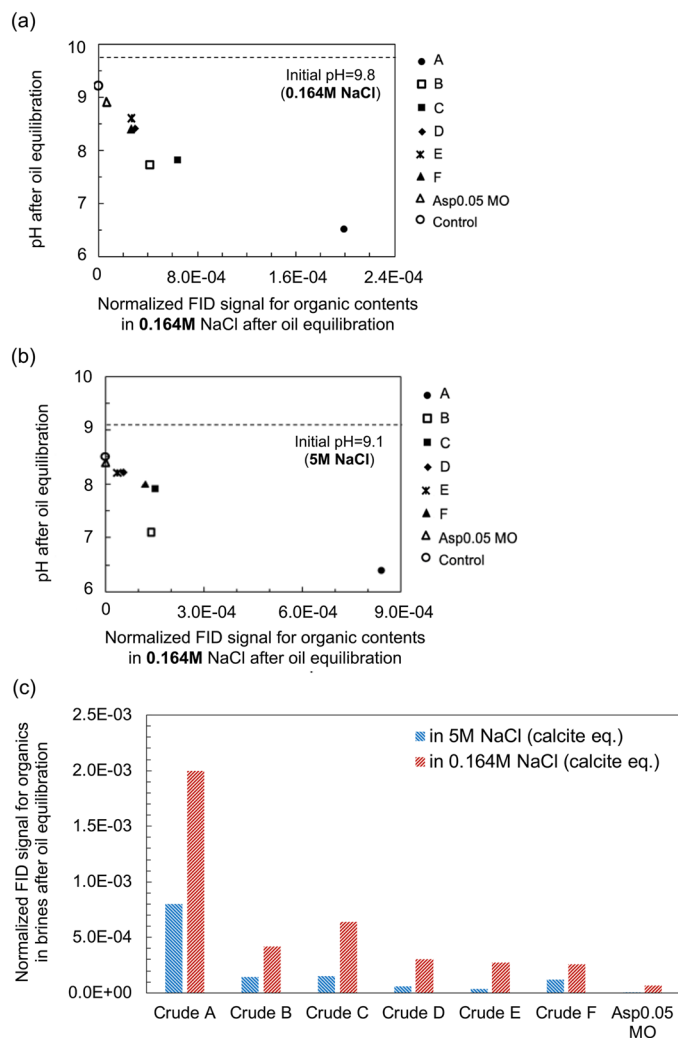 (a)
10
9
8
7
6
pH after oil equilibration
Initial pH=9.8
(0.164M NaCl)
A
B
C
D
E
F
Asp0.05 MO
Control
0
8.0E-04
1.6E-04
2.4E-04
Normalized FID signal for organic contents
in 0.164M NaCl after oil equilibration
(b)
10
9
8
7
6
pH after oil equilibration
Initial pH=9.1
(5M NaCl)
A
B
C
D
E
F
Asp0.05 MO
Control
0
3.0E-04
6.0E-04
9.0E-04
Normalized FID signal for organic contents
in 0.164M NaCl after oil equilibration
(c)
Normalized FID signal for organics
in brines after oil equilibration
2.5E-03
2.0E-03
1.5E-03
1.0E-03
5.0E-04
0.0E+00
in 5M NaCl (calcite eq.)
in 0.164M NaCl (calcite eq.)
Crude A
Crude B
Crude C
Crude D
Crude E
Crude F
Asp0.05
MO